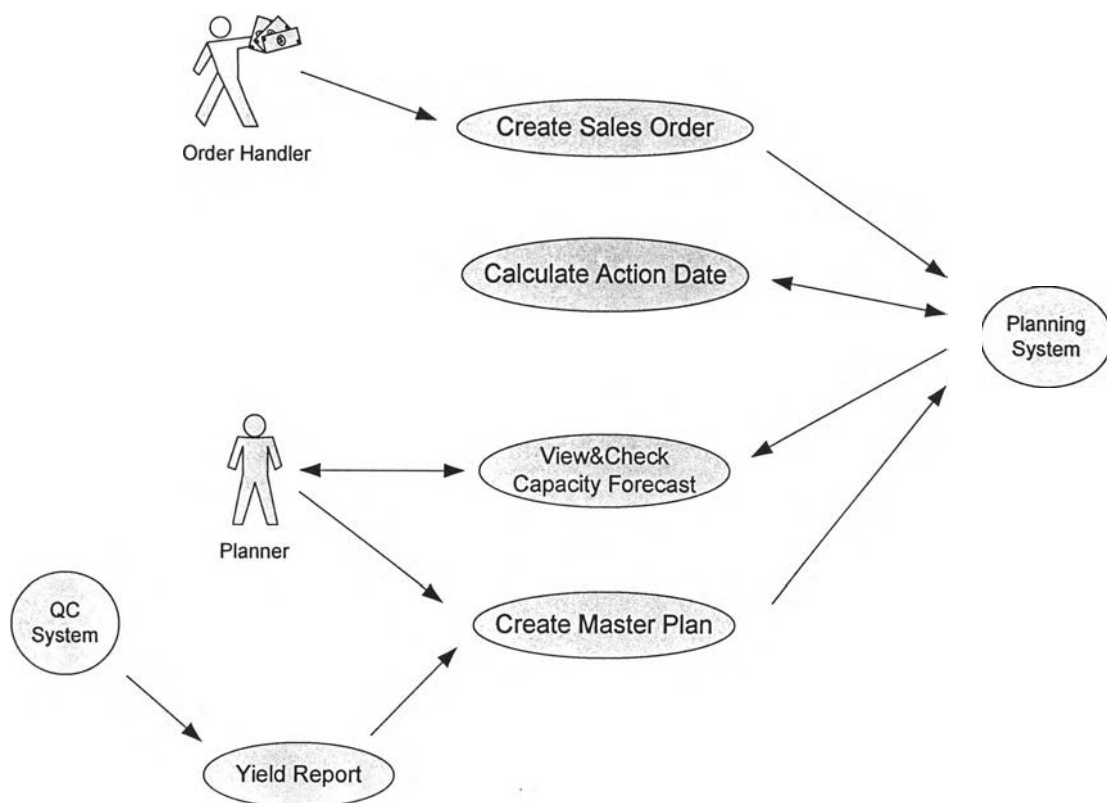 Order Handler
Create Sales Order
Calculate Action Date
Planning
System
View&Check
Capacity Forecast
Planner
QC
System
Create Master Plan
Yield Report